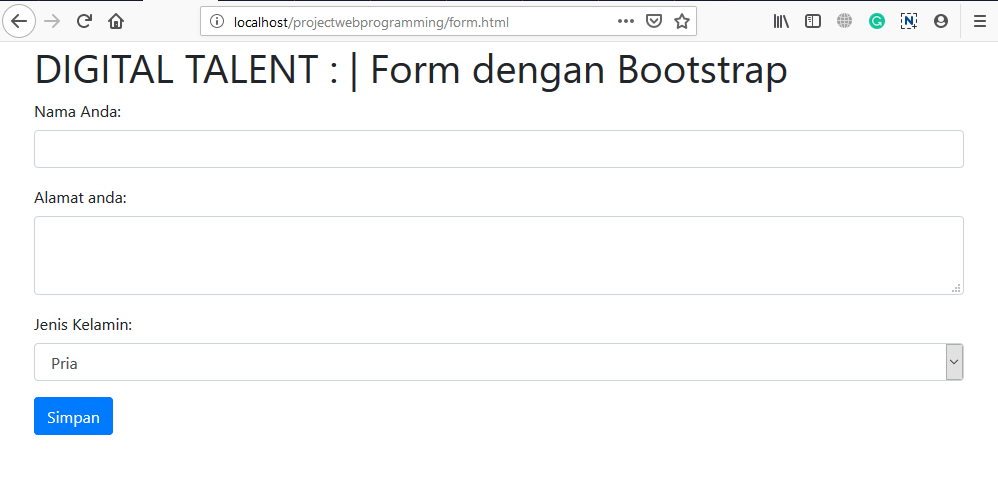 localhost/projectwebprogramming/form.html
DIGITAL TALENT : | Form dengan Bootstrap
Nama Anda:
Alamat anda:
Jenis Kelamin:
Pria
Simpan